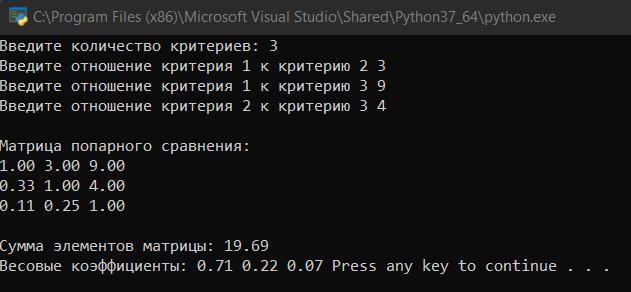 C:\Program Files (x86)\Microsoft Visual Studio\Shared\Python37_64\python.exe
Введите количество критериев: 3
Введите отношение критерия 1 к критерию 2 3
Введите отношение критерия 1 к критерию 3 9
Введите отношение критерия 2 к критерию 3 4
Матрица попарного сравнения:
1.00 3.00 9.00
0.33 1.00 4.00
0.11 0.25 1.00
Сумма элементов матрицы: 19.69
Весовые коэффициенты: 0.71 0.22 0.07 Press any key to continue . . .